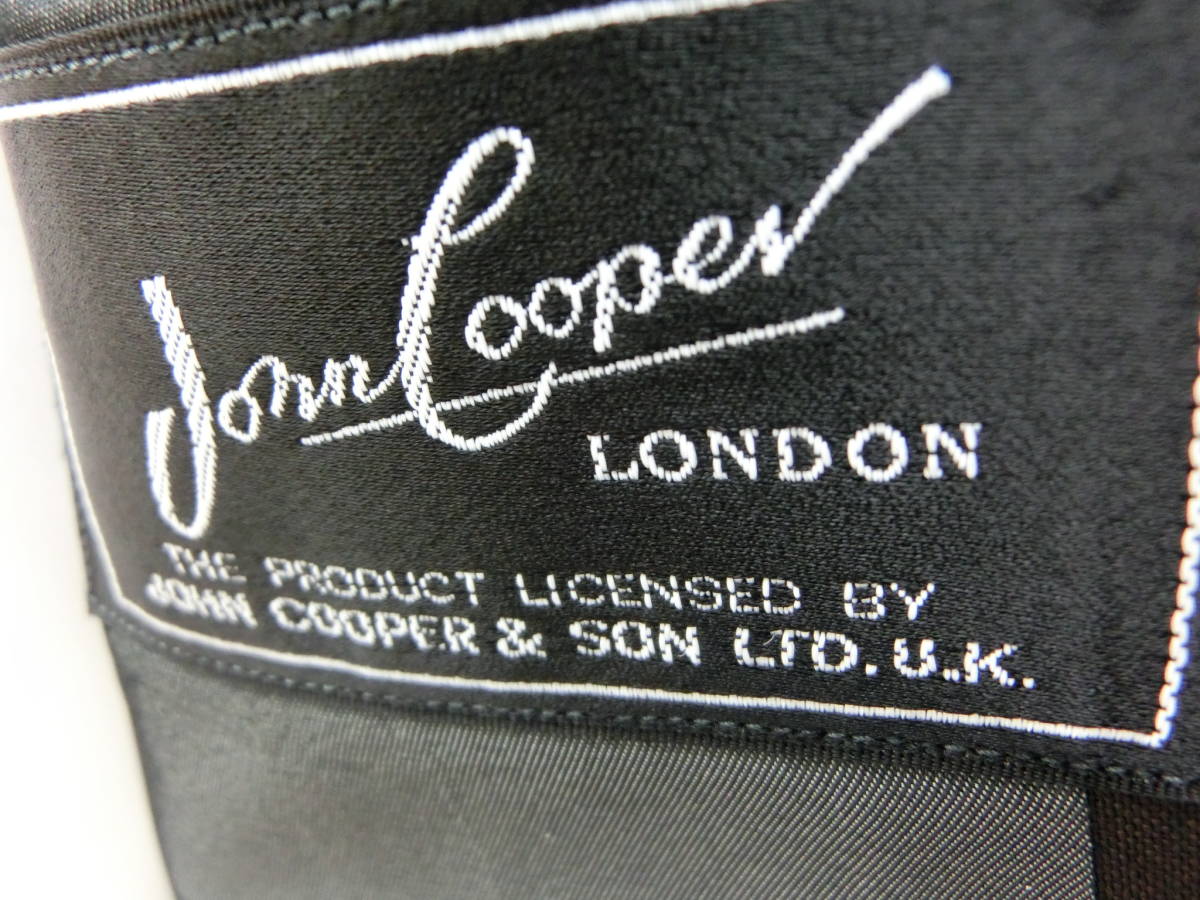 John Cooper
LONDON
THE PRODUCT LICENSED BY
JOHN COOPER & SON LTD. U.K.